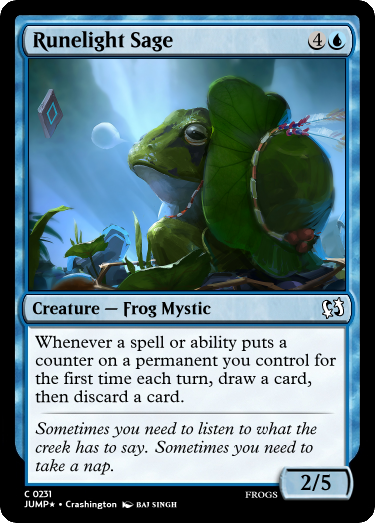 Runelight Sage 4
Creature — Frog Mystic
Whenever a spell or ability puts a
counter on a permanent you control for
the first time each turn, draw a card,
then discard a card.
Sometimes you need to listen to what the
creek has to say. Sometimes you need to
take a nap.
2/5
C 0231 FROGS
JUMP★ • Crashington BAJ SINGH